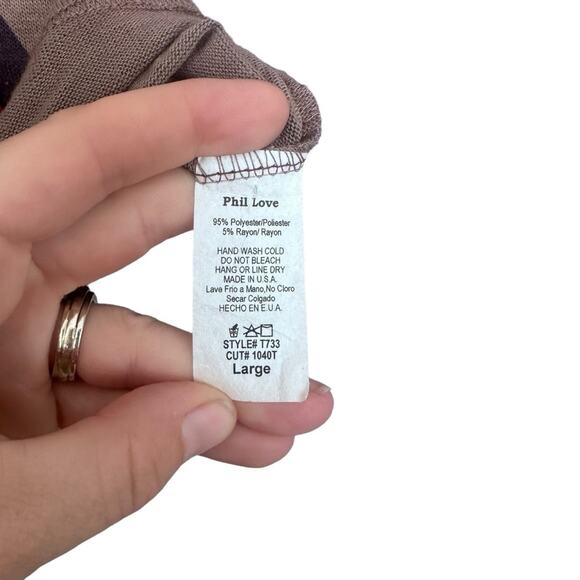 Phil Love
95% Polyester/Poliester
5% Rayon/ Rayon
HAND WASH COLD
DO NOT BLEACH
HANG OR LINE DRY
MADE IN U.S.A.
Lave Frio a Mano,No Cloro
Secar Colgado
HECHO EN E.U.A.
STYLE# T733
CUT# 1040T
Large